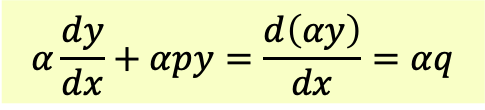 α dy/dx + αpy = d(αy)/dx = αq